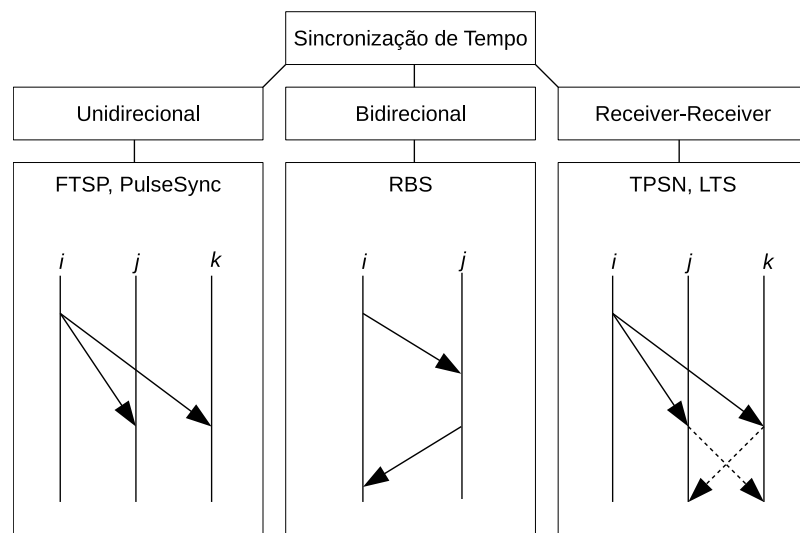 Sincronização de Tempo
Unidirecional
Bidirecional
Receiver-Receiver
FTSP, PulseSync
RBS
TPSN, LTS
i j k
i j
i j k